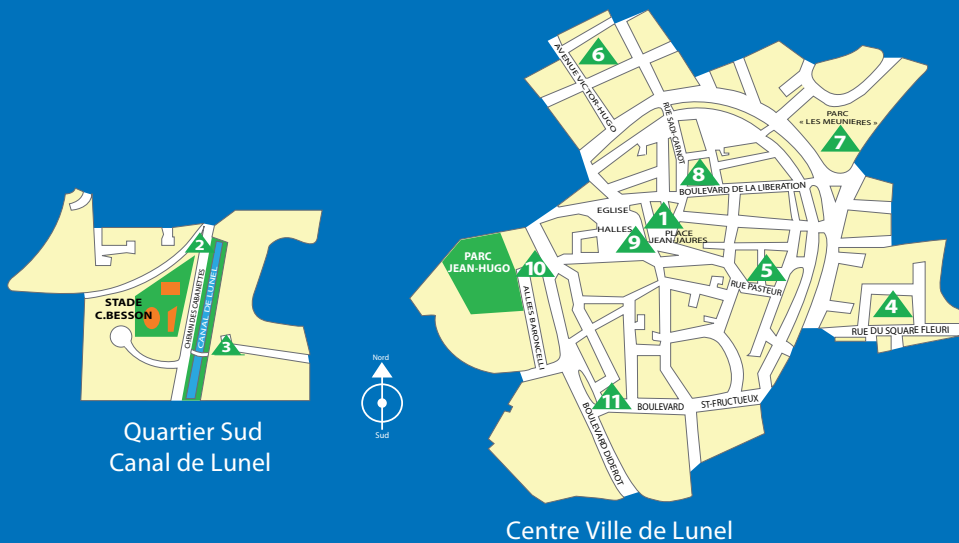 2
STADE
C.BESSON
CHEMIN DES CABANETTES
CANAL DE LUNEL
3
Quartier Sud
Canal de Lunel
Nord
Sud
6
AVENUE VICTOR-HUGO
RUE SADI-CARNOT
PARC
« LES MEUNIERES »
7
8
BOULEVARD DE LA LIBERATION
EGLISE
1
HALLES
9
PLACE
JEAN JAURES
PARC
JEAN-HUGO
10
5
RUE PASTEUR
ALLEES BARONCELLI
4
RUE DU SQUARE FLEURI
11
BOULEVARD
ST-FRUCTUEUX
BOULEVARD DIDEROT
Centre Ville de Lunel